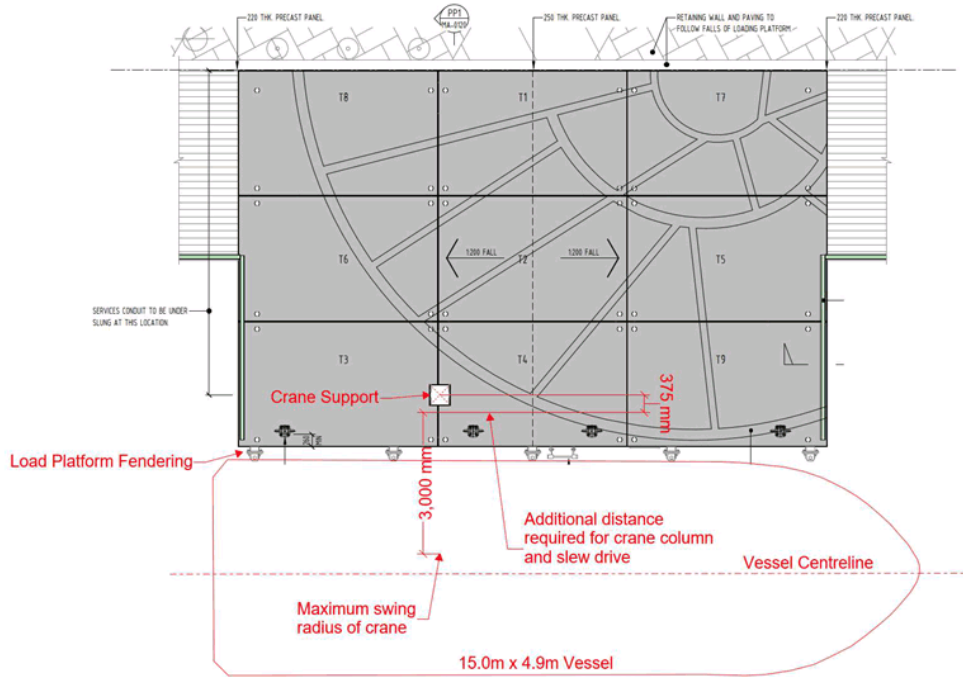 220 THK. PRECAST PANEL
PP1
MA-0120
250 THK. PRECAST PANEL
RETAINING WALL AND PAVING TO
FOLLOW FALLS OF LOADING PLATFORM
220 THK. PRECAST PANEL
T8
T1
T7
T6
1200 FALL
T2
1200 FALL
T5
SERVICES CONDUIT TO BE UNDER
SLUNG AT THIS LOCATION
T3
T4
T9
Crane Support
375 mm
260
MIN
Load Platform Fendering
3,000 mm
Additional distance
required for crane column
and slew drive
Vessel Centreline
Maximum swing
radius of crane
15.0m x 4.9m Vessel